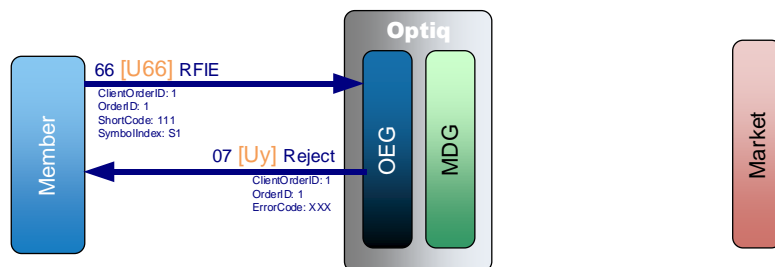 Optiq
Member
66 [U66] RFIE
ClientOrderID: 1
OrderID: 1
ShortCode: 111
SymbolIndex: S1
07 [Uy] Reject
ClientOrderID: 1
OrderID: 1
ErrorCode: XXX
OEG
MDG
Market